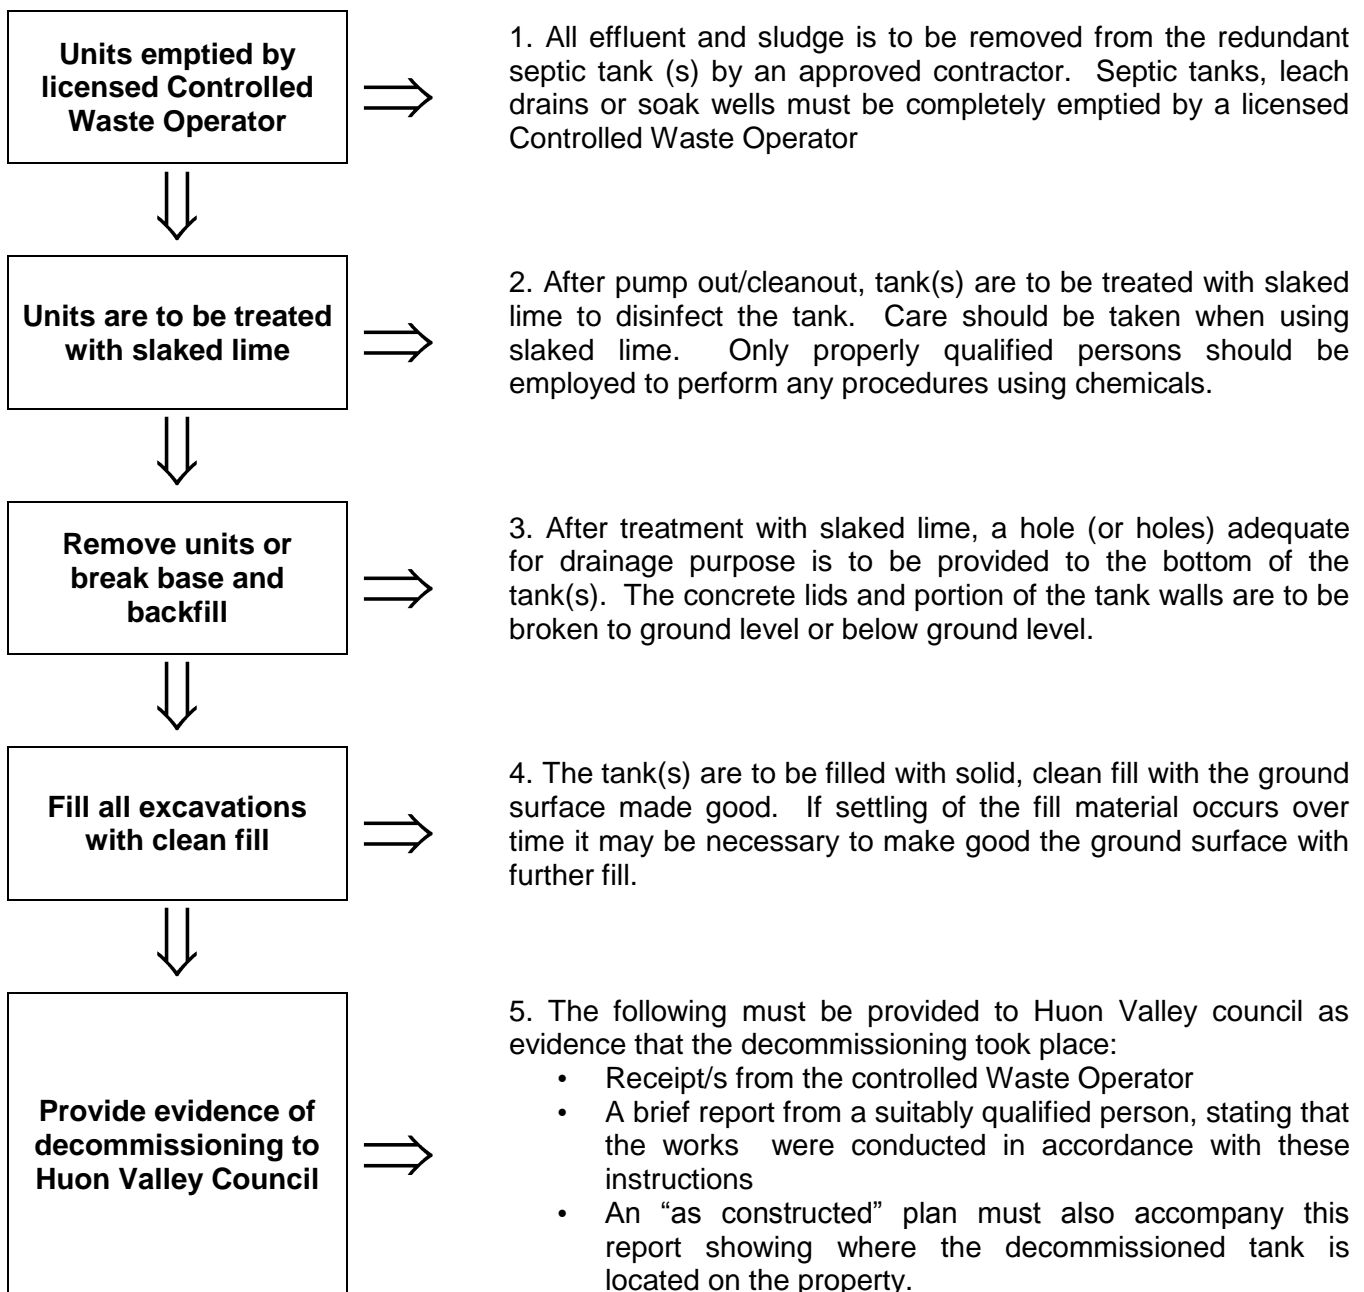 Units emptied by
licensed Controlled
Waste Operator
1. All effluent and sludge is to be removed from the redundant
septic tank (s) by an approved contractor. Septic tanks, leach
drains or soak wells must be completely emptied by a licensed
Controlled Waste Operator
Units are to be treated
with slaked lime
2. After pump out/cleanout, tank(s) are to be treated with slaked
lime to disinfect the tank. Care should be taken when using
slaked lime. Only properly qualified persons should be
employed to perform any procedures using chemicals.
Remove units or
break base and
backfill
3. After treatment with slaked lime, a hole (or holes) adequate
for drainage purpose is to be provided to the bottom of the
tank(s). The concrete lids and portion of the tank walls are to be
broken to ground level or below ground level.
Fill all excavations
with clean fill
4. The tank(s) are to be filled with solid, clean fill with the ground
surface made good. If settling of the fill material occurs over
time it may be necessary to make good the ground surface with
further fill.
Provide evidence of
decommissioning to
Huon Valley Council
5. The following must be provided to Huon Valley council as
evidence that the decommissioning took place:
• Receipt/s from the controlled Waste Operator
• A brief report from a suitably qualified person, stating that
the works were conducted in accordance with these
instructions
• An “as constructed” plan must also accompany this
report showing where the decommissioned tank is
located on the property.